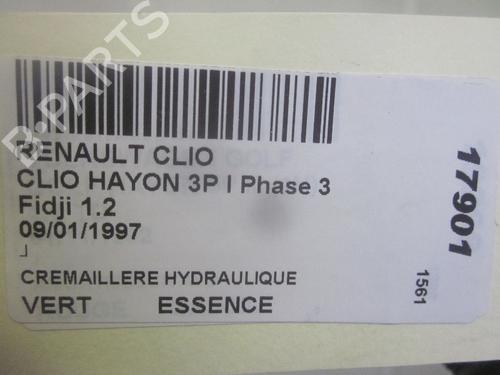 RENAULT CLIO
CLIO HAYON 3P I Phase 3
Fidji 1.2
09/01/1997
CREMAILLERE HYDRAULIQUE
VERT ESSENCE
17901
1561
B-PARTS